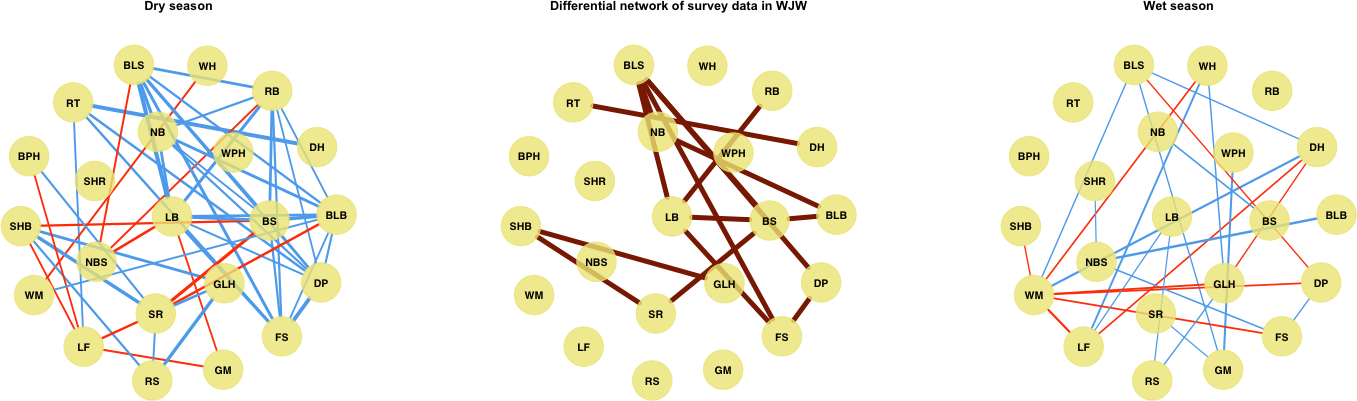 Dry season
BLS
WH
RB
RT
NB
DH
WPH
BPH
SHR
LB
BS
BLB
SHB
NBS
WM
GLH
DP
SR
FS
LF
GM
RS
Differential network of survey data in WJW
BLS
WH
RB
RT
NB
DH
WPH
BPH
SHR
LB
BS
BLB
SHB
NBS
WM
GLH
DP
SR
FS
LF
GM
RS
Wet season
BLS
WH
RB
RT
NB
DH
WPH
BPH
SHR
LB
BS
BLB
SHB
NBS
WM
GLH
DP
SR
FS
LF
GM
RS